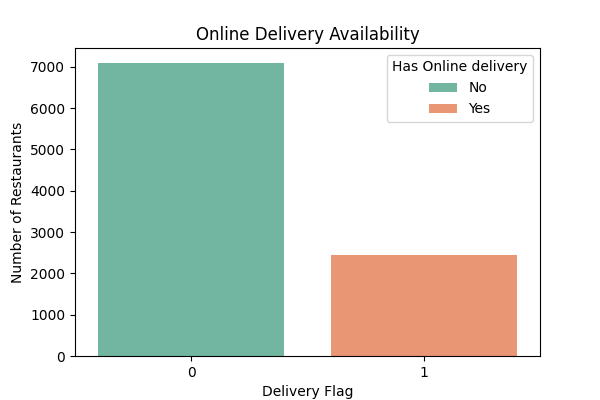 Online Delivery Availability
Number of Restaurants
7000
6000
5000
4000
3000
2000
1000
0
Has Online delivery
No
Yes
0 1
Delivery Flag